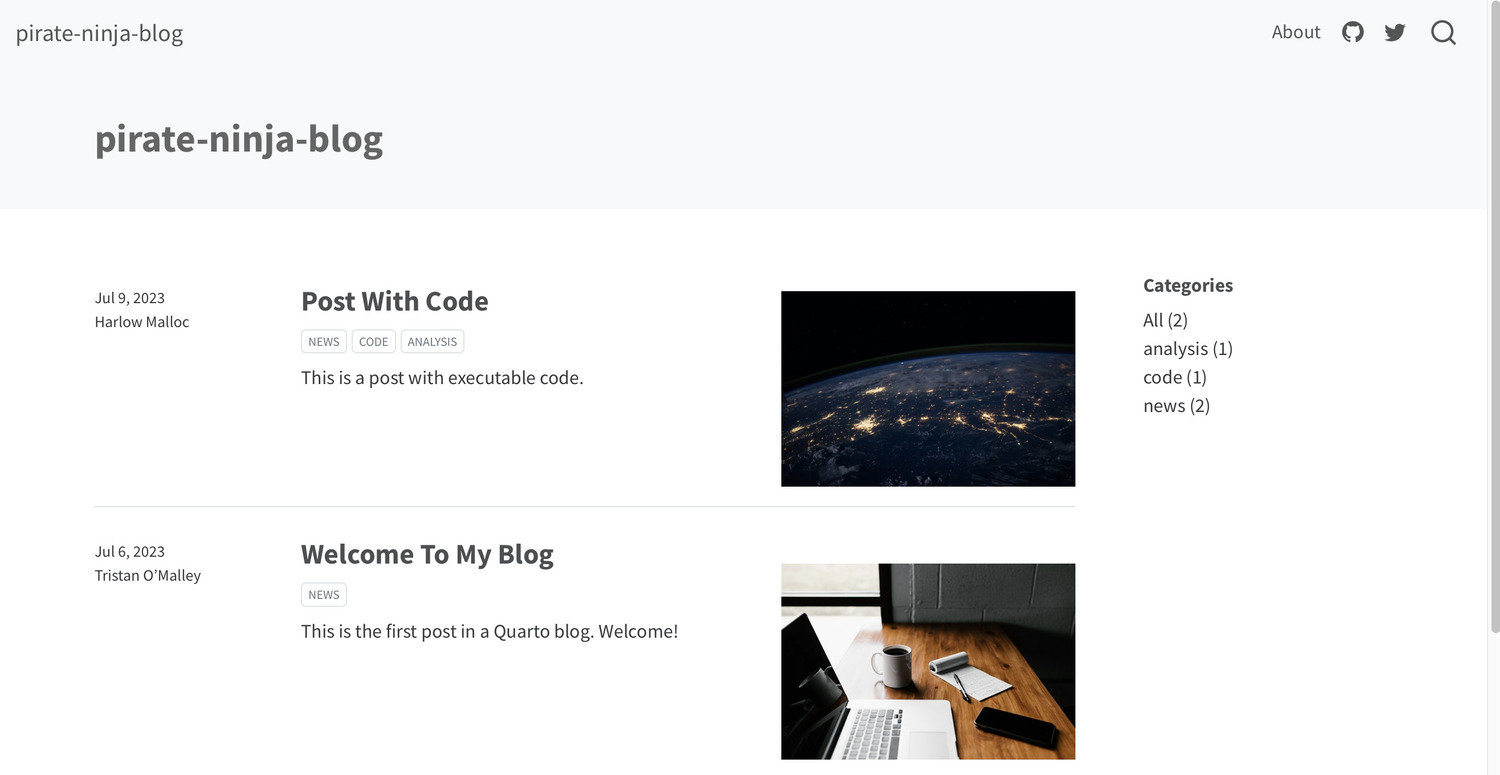 pirate-ninja-blog
About
pirate-ninja-blog
Jul 9, 2023
Harlow Malloc
Post With Code
NEWS CODE ANALYSIS
This is a post with executable code.
Categories
All (2)
analysis (1)
code (1)
news (2)
Jul 6, 2023
Tristan O’Malley
Welcome To My Blog
NEWS
This is the first post in a Quarto blog. Welcome!